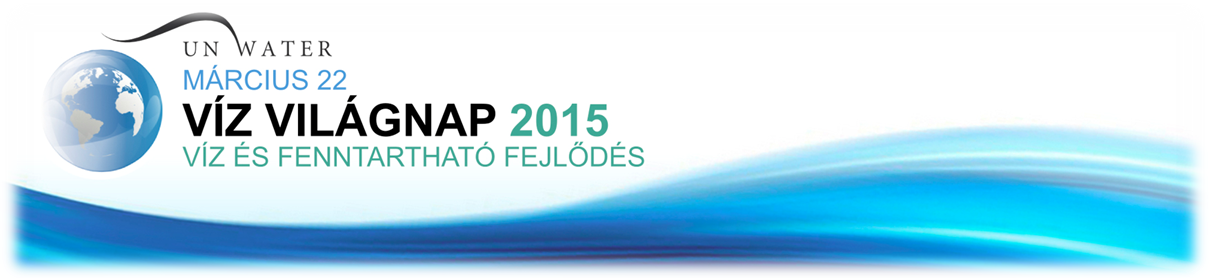 UN WATER
MÁRCIUS 22
VÍZ VILÁGNAP 2015
VÍZ ÉS FENNTARTHATÓ FEJLŐDÉS